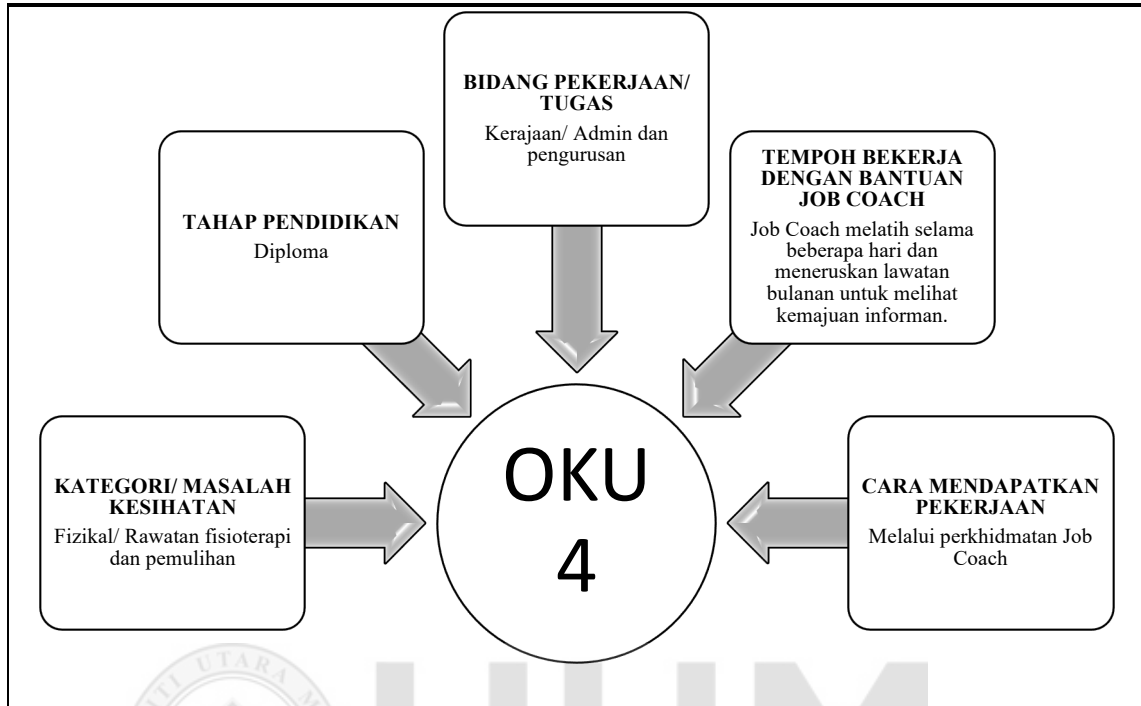 BIDANG PEKERJAAN/
TUGAS
Kerajaan/ Admin dan
pengurusan
TAHAP PENDIDIKAN
Diploma
TEMPOH BEKERJA
DENGAN BANTUAN
JOB COACH
Job Coach melatih selama
beberapa hari dan
meneruskan lawatan
bulanan untuk melihat
kemajuan informan.
KATEGORI/ MASALAH
KESIHATAN
Fizikal/ Rawatan fisioterapi
dan pemulihan
OKU
4
CARA MENDAPATKAN
PEKERJAAN
Melalui perkhidmatan Job
Coach
UTARA